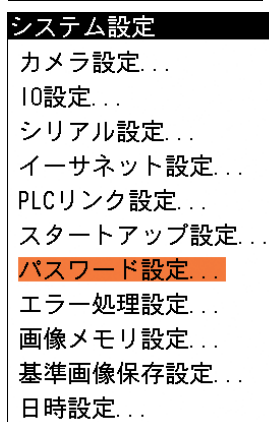 システム設定
カメラ設定...
IO設定...
シリアル設定...
イーサネット設定...
PLCリンク設定...
スタートアップ設定...
パスワード設定...
エラー処理設定...
画像メモリ設定...
基準画像保存設定...
日時設定...